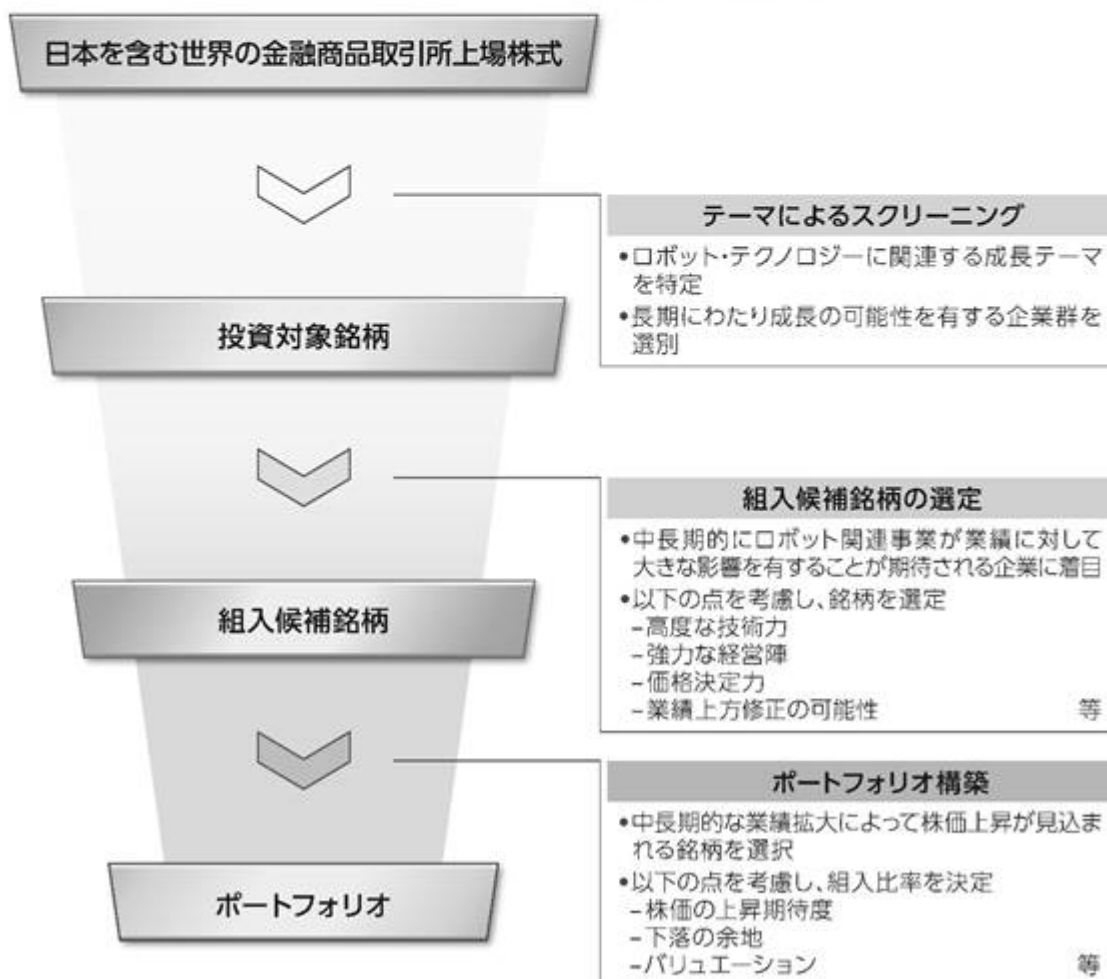 日本を含む世界の金融商品取引所上場株式
テーマによるスクリーニング
•ロボット・テクノロジーに関連する成長テーマ
を特定
•長期にわたり成長の可能性を有する企業群を
選別
投資対象銘柄
組入候補銘柄の選定
•中長期的にロボット関連事業が業績に対して
大きな影響を有することが期待される企業に着目
•以下の点を考慮し、銘柄を選定
–高度な技術力
–強力な経営陣
–価格決定力
–業績上方修正の可能性 等
組入候補銘柄
ポートフォリオ構築
•中長期的な業績拡大によって株価上昇が見込ま
れる銘柄を選択
•以下の点を考慮し、組入比率を決定
–株価の上昇期待度
–下落の余地
–バリュエーション 等
ポートフォリオ